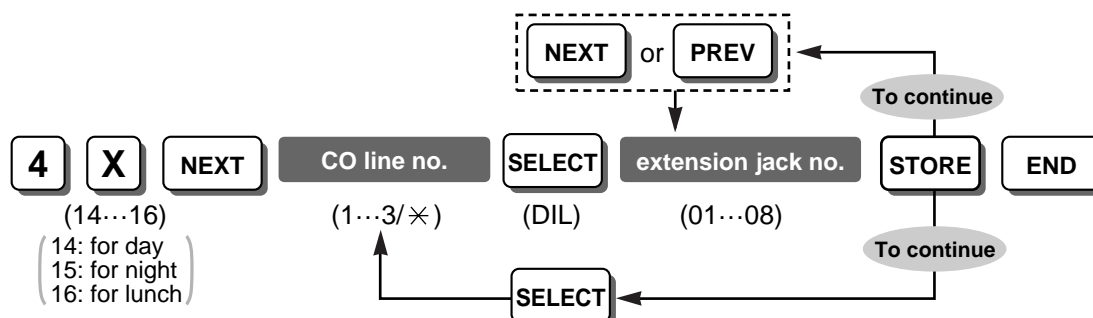 NEXT or PREV
To continue
4 X NEXT CO line no. SELECT extension jack no. STORE END
(14···16) (1···3/✳) (DIL) (01···08)
14: for day
15: for night
16: for lunch
To continue
SELECT